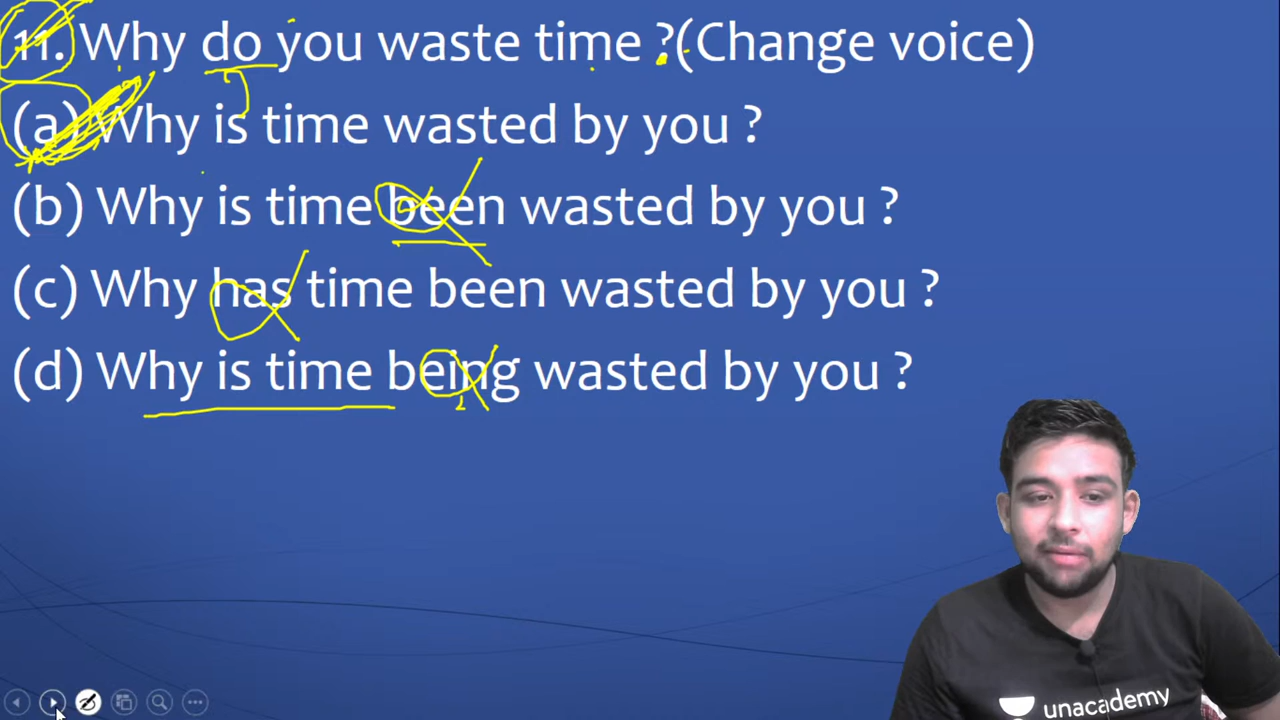 11. Why do you waste time ?(Change voice)
(a) Why is time wasted by you ?
(b) Why is time been wasted by you ?
(c) Why has time been wasted by you ?
(d) Why is time being wasted by you ?
unacademy